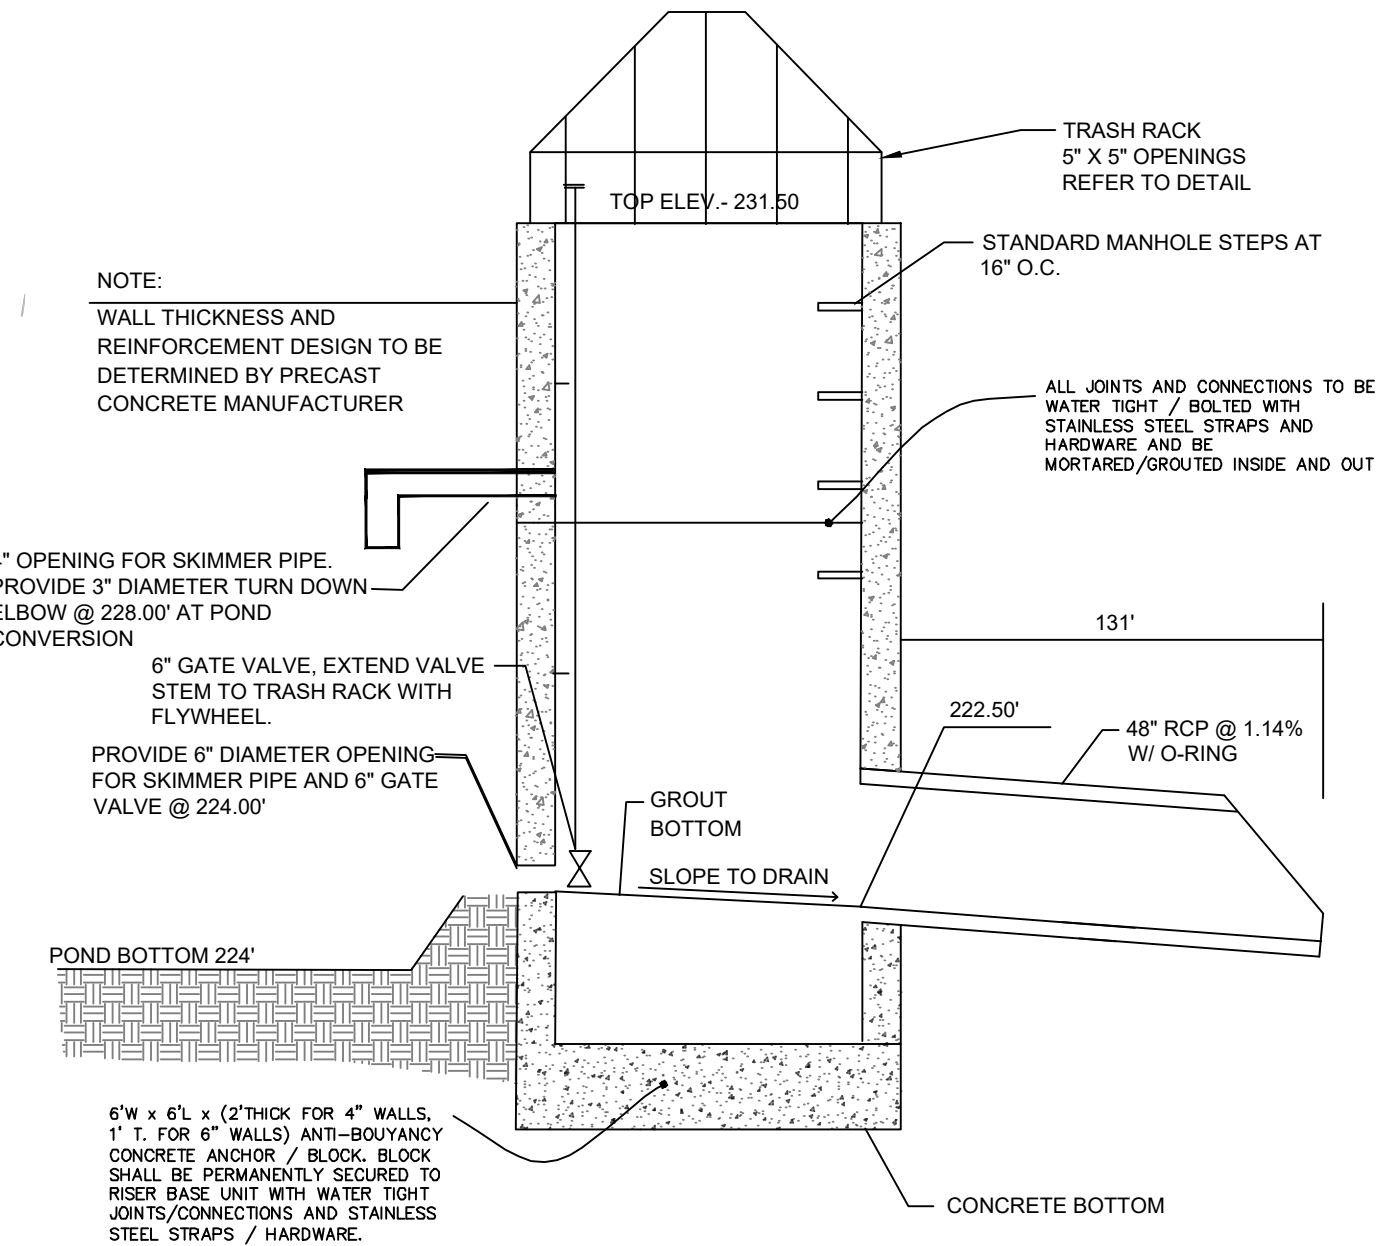 TRASH RACK
5" X 5" OPENINGS
REFER TO DETAIL
TOP ELEV.- 231.50
STANDARD MANHOLE STEPS AT
16" O.C.
NOTE:
WALL THICKNESS AND
REINFORCEMENT DESIGN TO BE
DETERMINED BY PRECAST
CONCRETE MANUFACTURER
ALL JOINTS AND CONNECTIONS TO BE
WATER TIGHT / BOLTED WITH
STAINLESS STEEL STRAPS AND
HARDWARE AND BE
MORTARED/GROUTED INSIDE AND OUT
OPENING FOR SKIMMER PIPE.
PROVIDE 3" DIAMETER TURN DOWN
ELBOW @ 228.00' AT POND
CONVERSION
131'
6" GATE VALVE, EXTEND VALVE
STEM TO TRASH RACK WITH
FLYWHEEL.
222.50'
48" RCP @ 1.14%
W/ O-RING
PROVIDE 6" DIAMETER OPENING
FOR SKIMMER PIPE AND 6" GATE
VALVE @ 224.00'
GROUT
BOTTOM
SLOPE TO DRAIN
POND BOTTOM 224'
6'W x 6'L x (2'THICK FOR 4" WALLS,
1' T. FOR 6" WALLS) ANTI-BOUYANCY
CONCRETE ANCHOR / BLOCK. BLOCK
SHALL BE PERMANENTLY SECURED TO
RISER BASE UNIT WITH WATER TIGHT
JOINTS/CONNECTIONS AND STAINLESS
STEEL STRAPS / HARDWARE.
CONCRETE BOTTOM